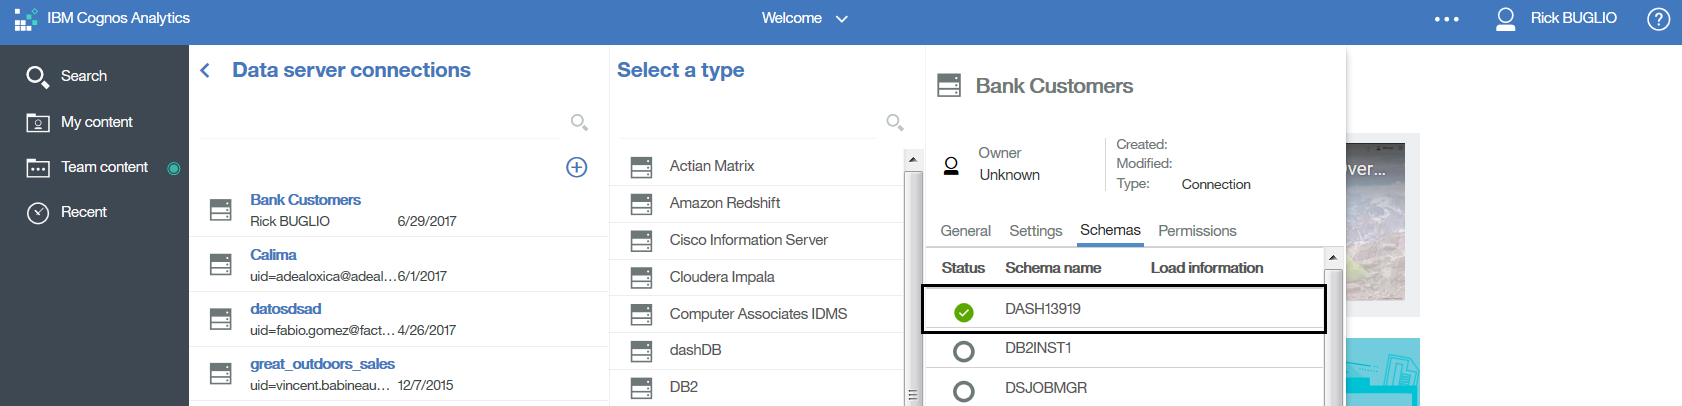 IBM Cognos Analytics
Welcome
Rick BUGLIO
Search
My content
Team content
Recent
Data server connections
Bank Customers
Rick BUGLIO 6/29/2017
Calima
uid=adealoxica@adeal... 6/1/2017
datosdsad
uid=fabio.gomez@fact... 4/26/2017
great_outdoors_sales
uid=vincent.babineau... 12/7/2015
Select a type
Actian Matrix
Amazon Redshift
Cisco Information Server
Cloudera Impala
Computer Associates IDMS
dashDB
DB2
Bank Customers
Owner
Unknown
Created:
Modified:
Type: Connection
General Settings Schemas Permissions
Status Schema name Load information
DASH13919
DB2INST1
DSJOBMGR